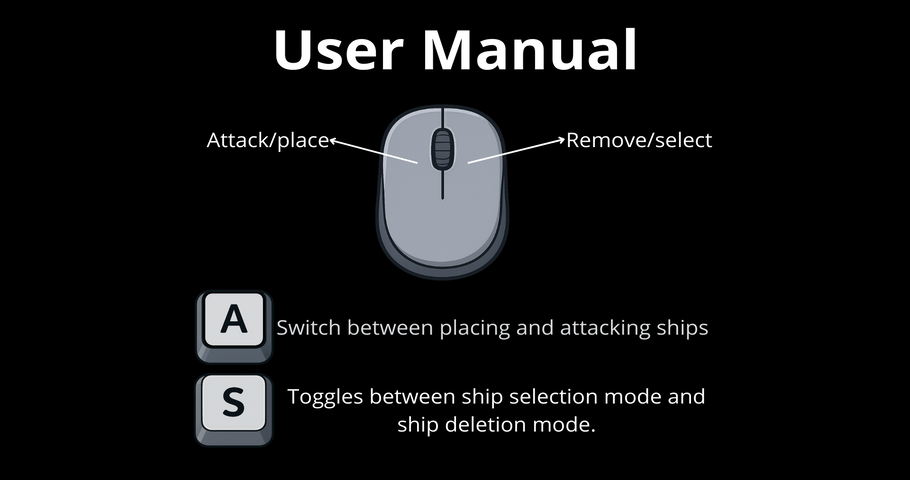 User Manual
Attack/place
Remove/select
A
Switch between placing and attacking ships
S
Toggles between ship selection mode and
ship deletion mode.